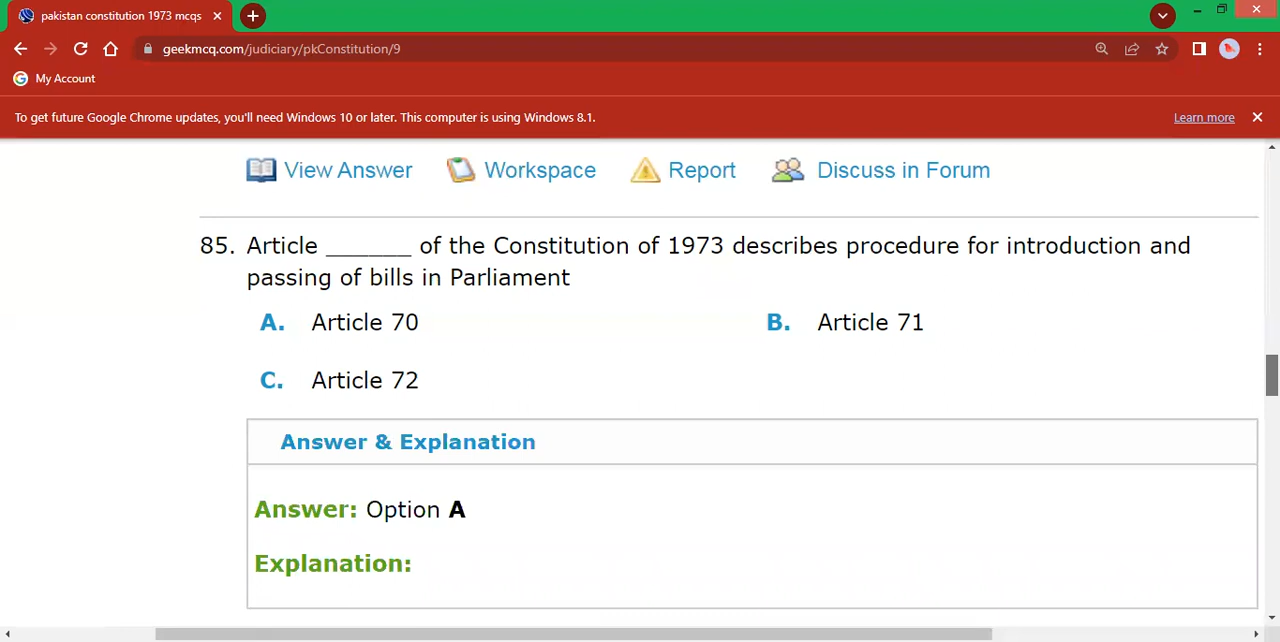 pakistan constitution 1973 mcqs
geekmcq.com/judiciary/pkConstitution/9
My Account
To get future Google Chrome updates, you'll need Windows 10 or later. This computer is using Windows 8.1. Learn more
View Answer Workspace Report Discuss in Forum
85. Article ______ of the Constitution of 1973 describes procedure for introduction and
passing of bills in Parliament
A. Article 70 B. Article 71
C. Article 72
Answer & Explanation
Answer: Option A
Explanation: